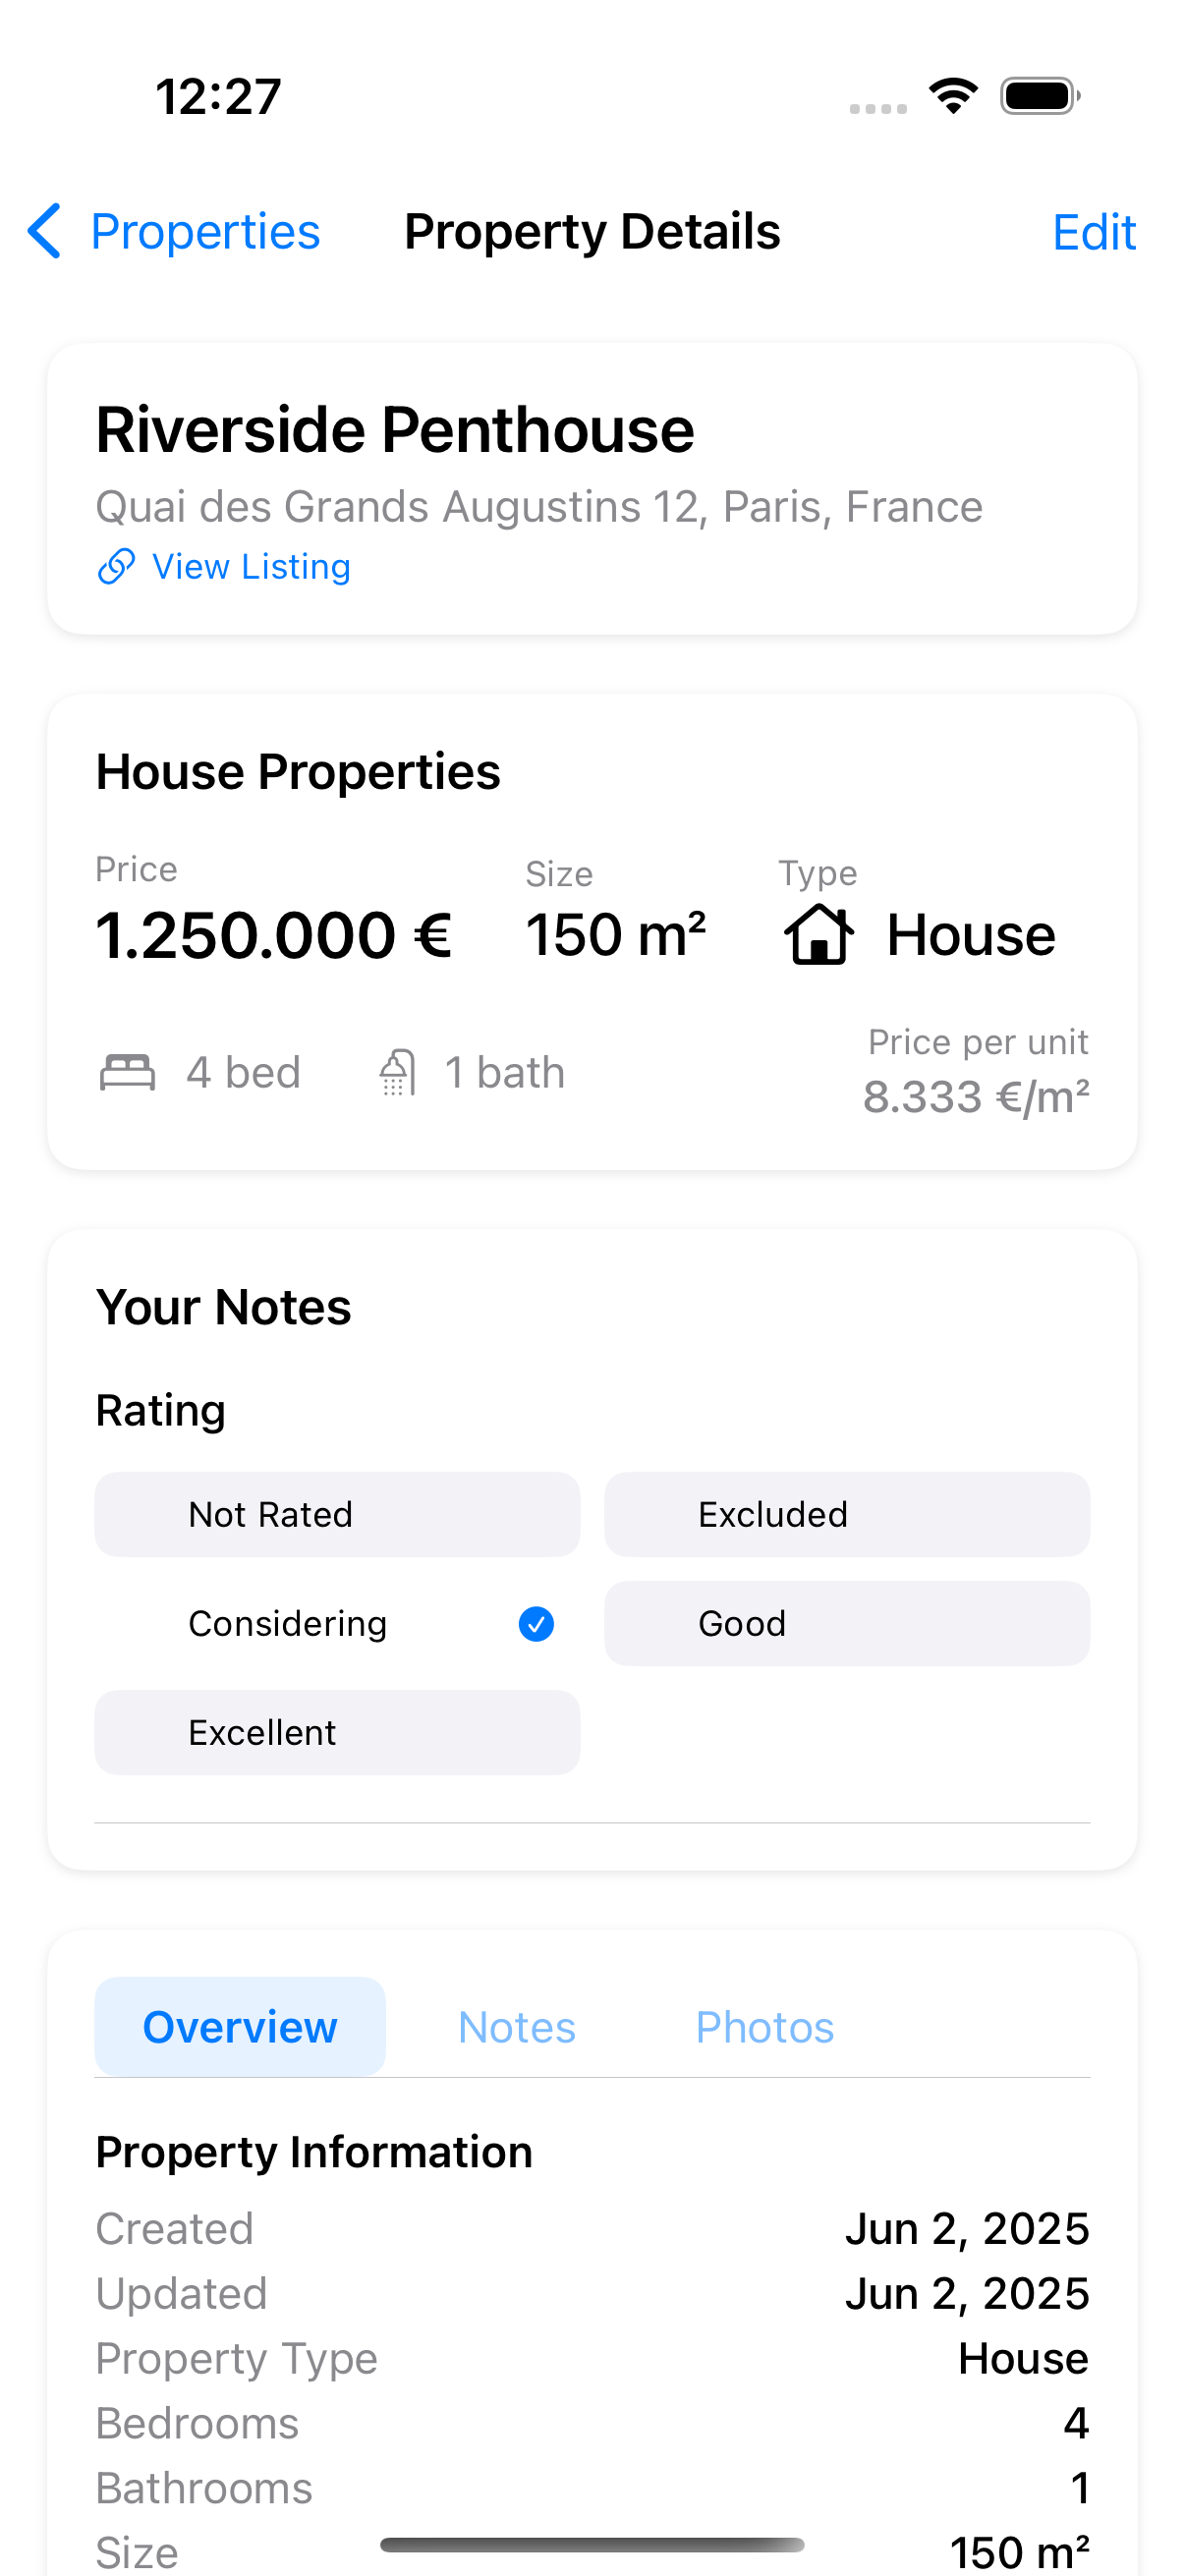 12:27
Properties Property Details Edit
Riverside Penthouse
Quai des Grands Augustins 12, Paris, France
View Listing
House Properties
Price Size Type
1.250.000 € 150 m² House
4 bed 1 bath
Price per unit
8.333 €/m²
Your Notes
Rating
Not Rated Excluded
Considering Good
Excellent
Overview Notes Photos
Property Information
Created Jun 2, 2025
Updated Jun 2, 2025
Property Type House
Bedrooms 4
Bathrooms 1
Size 150 m²